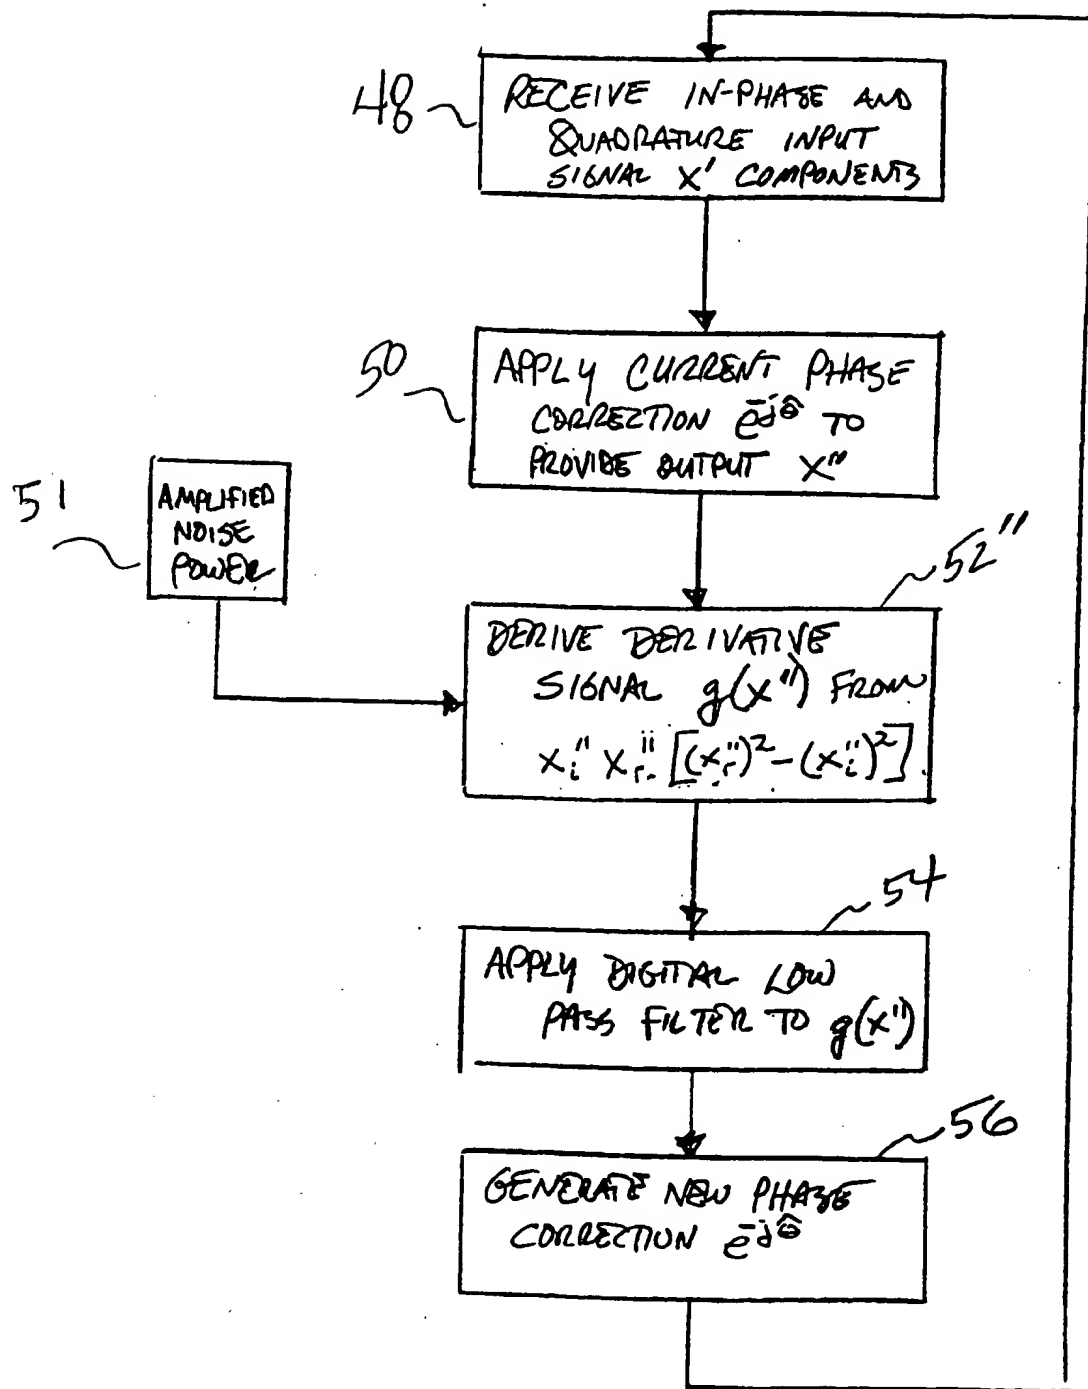 48
RECEIVE IN-PHASE AND
QUADRATURE INPUT
SIGNAL X' COMPONENTS
50
APPLY CURRENT PHASE
CORRECTION e^-jθ̂ TO
PROVIDE OUTPUT X"
51
AMPLIFIED
NOISE
POWER
52"
DERIVE DERIVATIVE
SIGNAL g(x") FROM
x_i" x_r" [(x_r")^2-(x_i")^2]
54
APPLY DIGITAL LOW
PASS FILTER TO g(x")
56
GENERATE NEW PHASE
CORRECTION e^-jθ̂